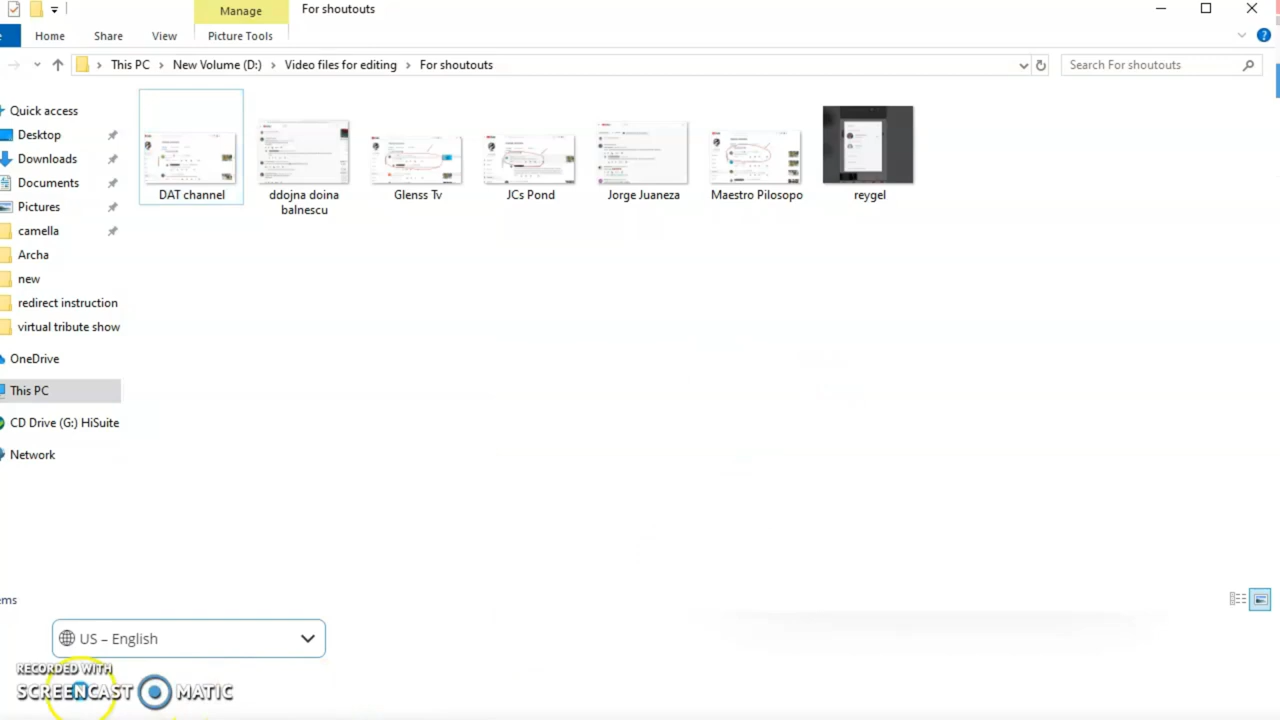 Manage
For shoutouts
Home
Share
View
Picture Tools
This PC
New Volume (D:)
Video files for editing
For shoutouts
Search For shoutouts
Quick access
Desktop
Downloads
Documents
Pictures
camella
Archa
new
redirect instruction
virtual tribute show
OneDrive
This PC
CD Drive (G:) HiSuite
Network
DAT channel
ddojna doina
balnescu
Glenss Tv
JCs Pond
Jorge Juaneza
Maestro Pilosopo
reygel
ems
US – English
RECORDED WITH
SCREENCAST MATIC